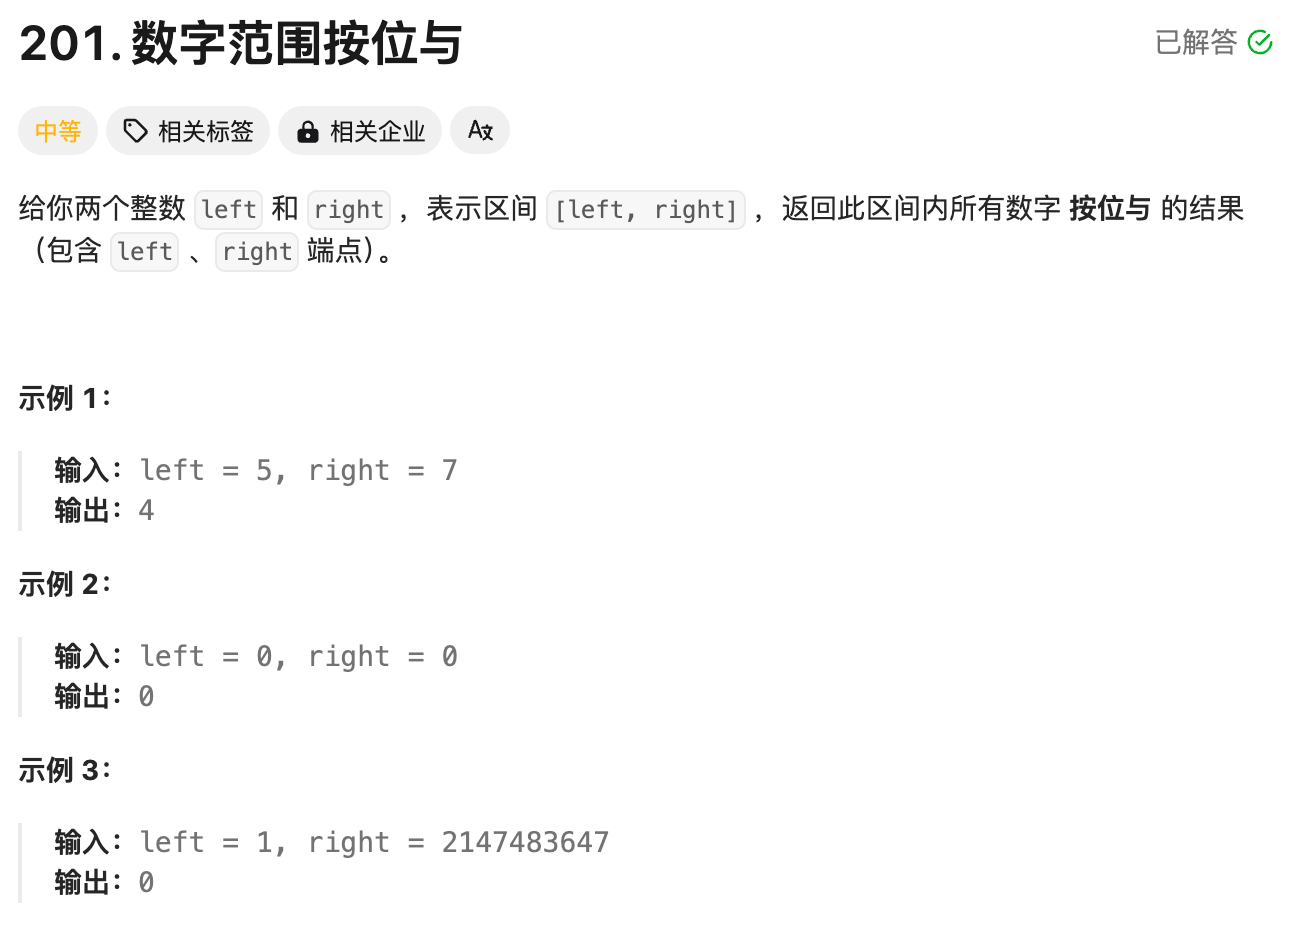 201. 数字范围按位与
已解答
中等 相关标签 相关企业 A文
给你两个整数 left 和 right ，表示区间 [left, right] ，返回此区间内所有数字 按位与 的结果
（包含 left 、right 端点）。
示例 1：
输入：left = 5, right = 7
输出：4
示例 2：
输入：left = 0, right = 0
输出：0
示例 3：
输入：left = 1, right = 2147483647
输出：0